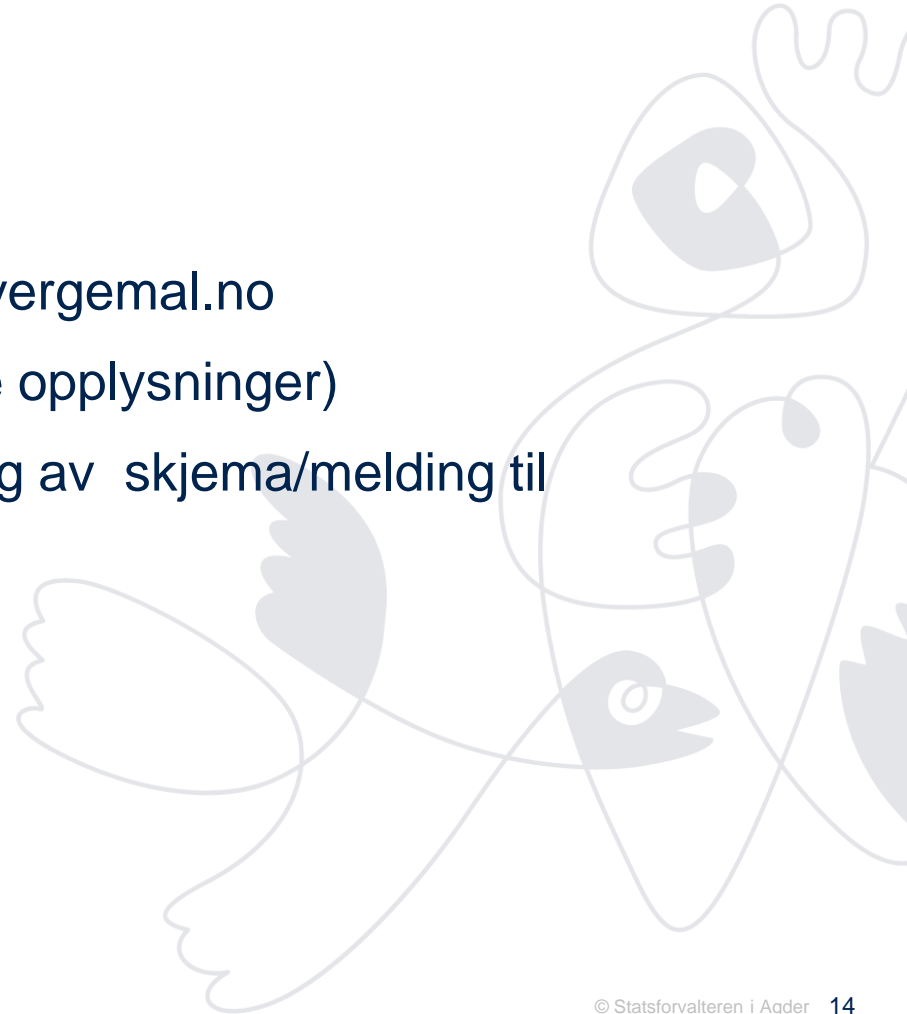 vergemal.no
e opplysninger)
g av  skjema/melding til
© Statsforvalteren i Agder 14